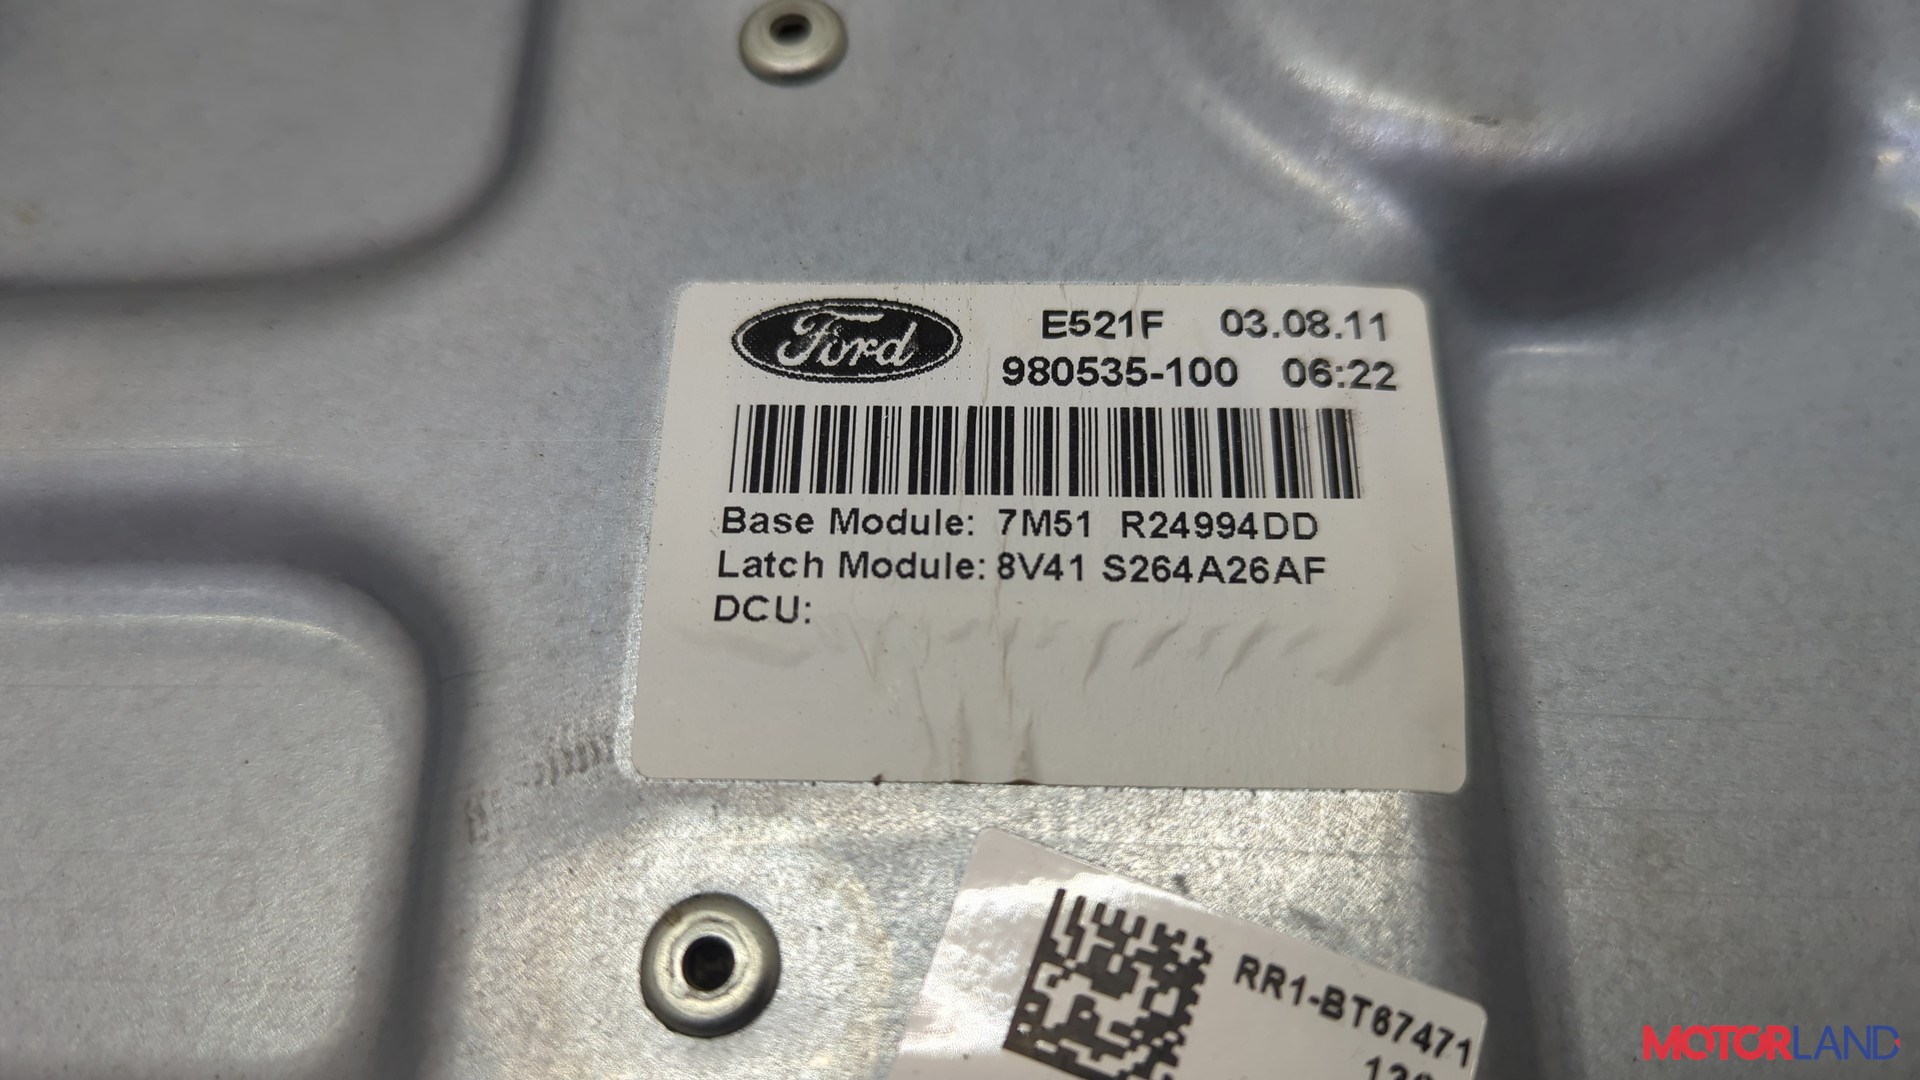 Ford
E521F 03.08.11
980535-100 06:22
Base Module: 7M51 R24994DD
Latch Module: 8V41 S264A26AF
DCU:
RR1-BT67471
MOTORLAND